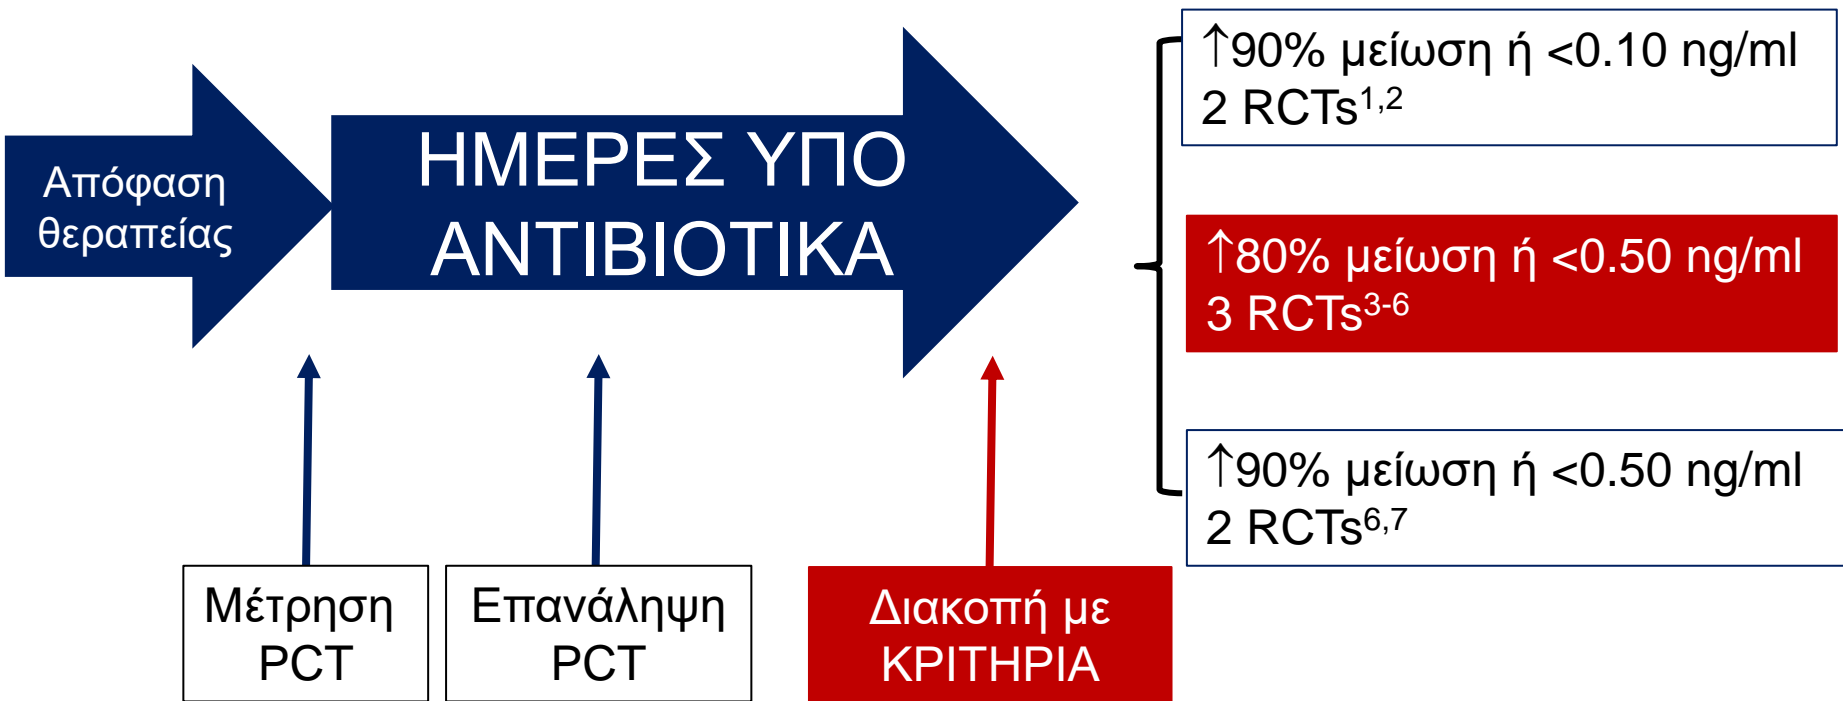 Απόφαση
θεραπείας
ΗΜΕΡΕΣ ΥΠΟ
ΑΝΤΙΒΙΟΤΙΚΑ
↑90% μείωση ή <0.10 ng/ml
2 RCTs1,2
↑80% μείωση ή <0.50 ng/ml
3 RCTs3-6
↑90% μείωση ή <0.50 ng/ml
2 RCTs6,7
Μέτρηση
PCT
Επανάληψη
PCT
Διακοπή με
ΚΡΙΤΗΡΙΑ